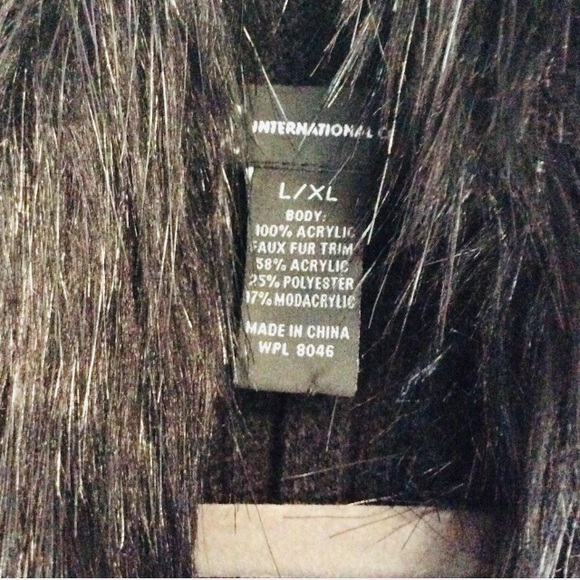 INTERNATIONAL C
L/XL
BODY:
100% ACRYLIC
FAUX FUR TRIM
58% ACRYLIC
25% POLYESTER
17% MODACRYLIC
MADE IN CHINA
WPL 8046